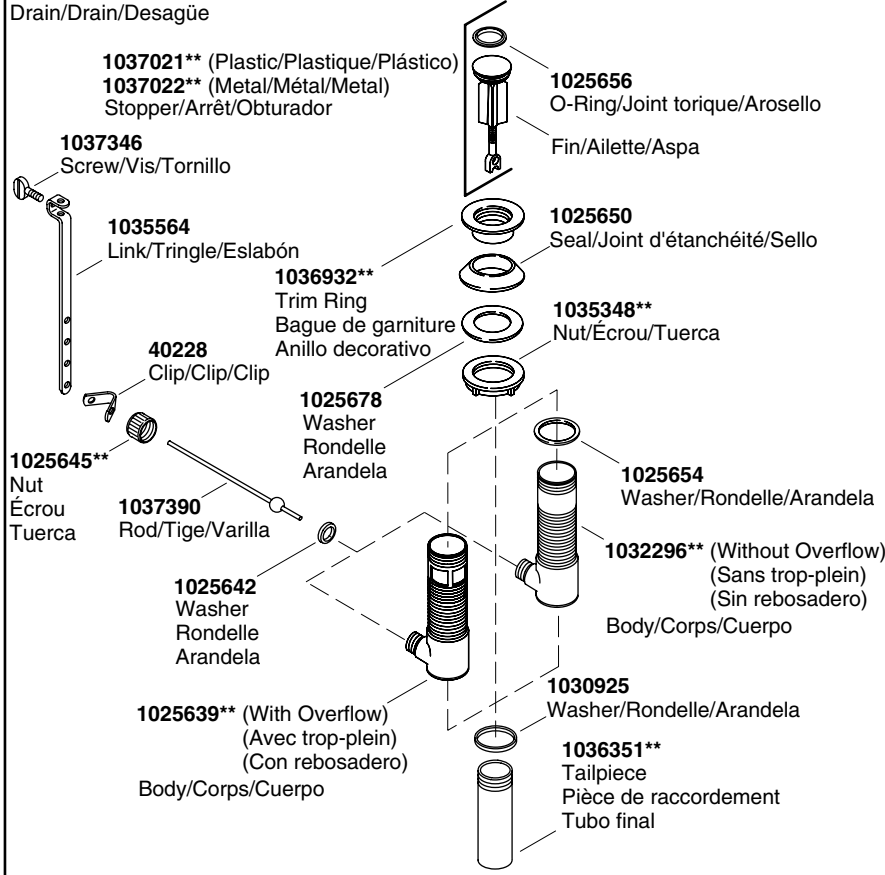 Drain/Drain/Desagüe
1037021** (Plastic/Plastique/Plástico)
1037022** (Metal/Métal/Metal)
Stopper/Arrêt/Obturador
1025656
O-Ring/Joint torique/Arosello
Fin/Ailette/Aspa
1037346
Screw/Vis/Tornillo
1035564
Link/Tringle/Eslabón
1025650
Seal/Joint d'étanchéité/Sello
1036932**
Trim Ring
Bague de garniture
Anillo decorativo
1035348**
Nut/Écrou/Tuerca
40228
Clip/Clip/Clip
1025678
Washer
Rondelle
Arandela
1025645**
Nut
Écrou
Tuerca
1037390
Rod/Tige/Varilla
1025654
Washer/Rondelle/Arandela
1032296** (Without Overflow)
(Sans trop-plein)
(Sin rebosadero)
Body/Corps/Cuerpo
1025642
Washer
Rondelle
Arandela
1025639** (With Overflow)
(Avec trop-plein)
(Con rebosadero)
Body/Corps/Cuerpo
1030925
Washer/Rondelle/Arandela
1036351**
Tailpiece
Pièce de raccordement
Tubo final